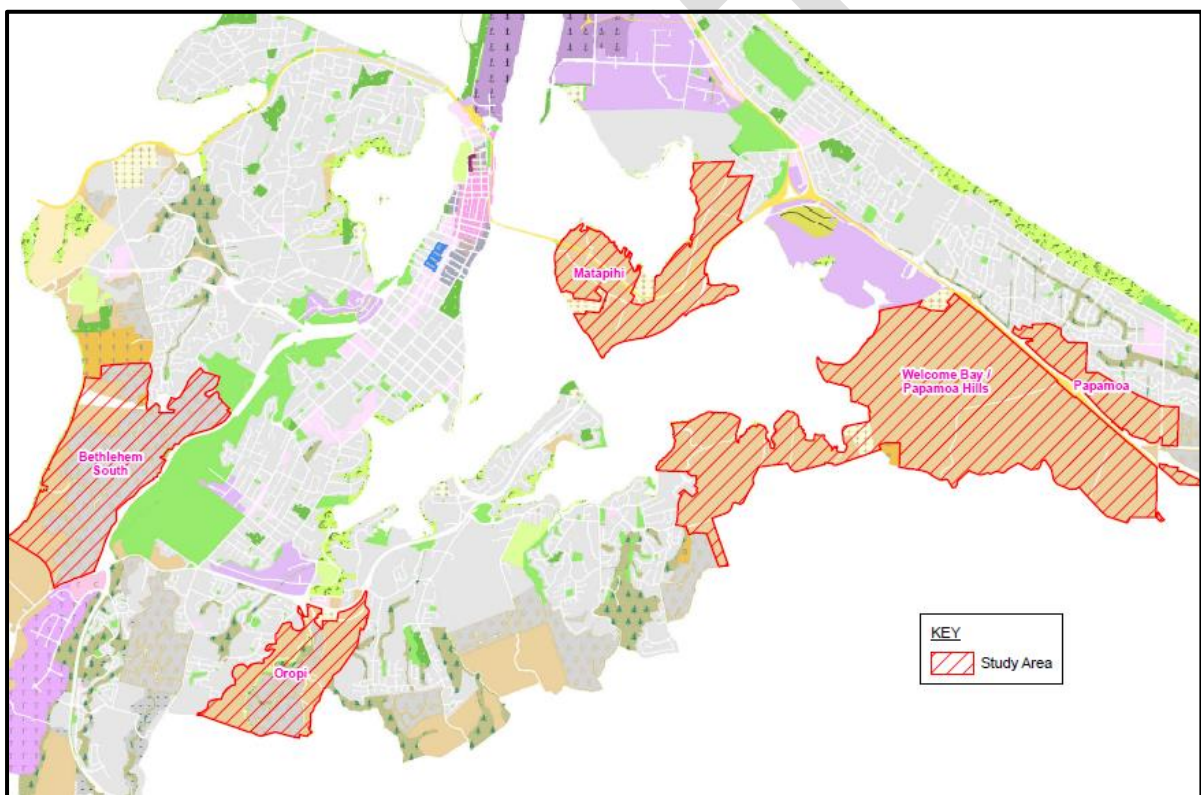 Matapihi
Welcome Bay /
Papamoa Hills
Papamoa
Bethlehem
South
Oropi
KEY
Study Area